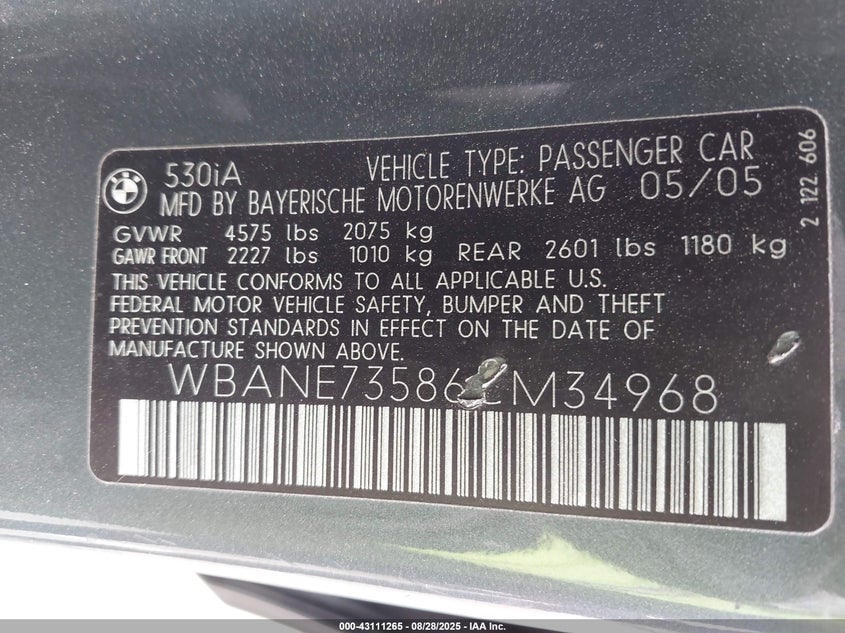 530iA VEHICLE TYPE: PASSENGER CAR
MFD BY BAYERISCHE MOTORENWERKE AG 05/05
GVWR 4575 lbs 2075 kg
GAWR FRONT 2227 lbs 1010 kg REAR 2601 lbs 1180 kg
THIS VEHICLE CONFORMS TO ALL APPLICABLE U.S.
FEDERAL MOTOR VEHICLE SAFETY, BUMPER AND THEFT
PREVENTION STANDARDS IN EFFECT ON THE DATE OF
MANUFACTURE SHOWN ABOVE.
2 122 606
000-43111265 - 08/28/2025 - IAA Inc.